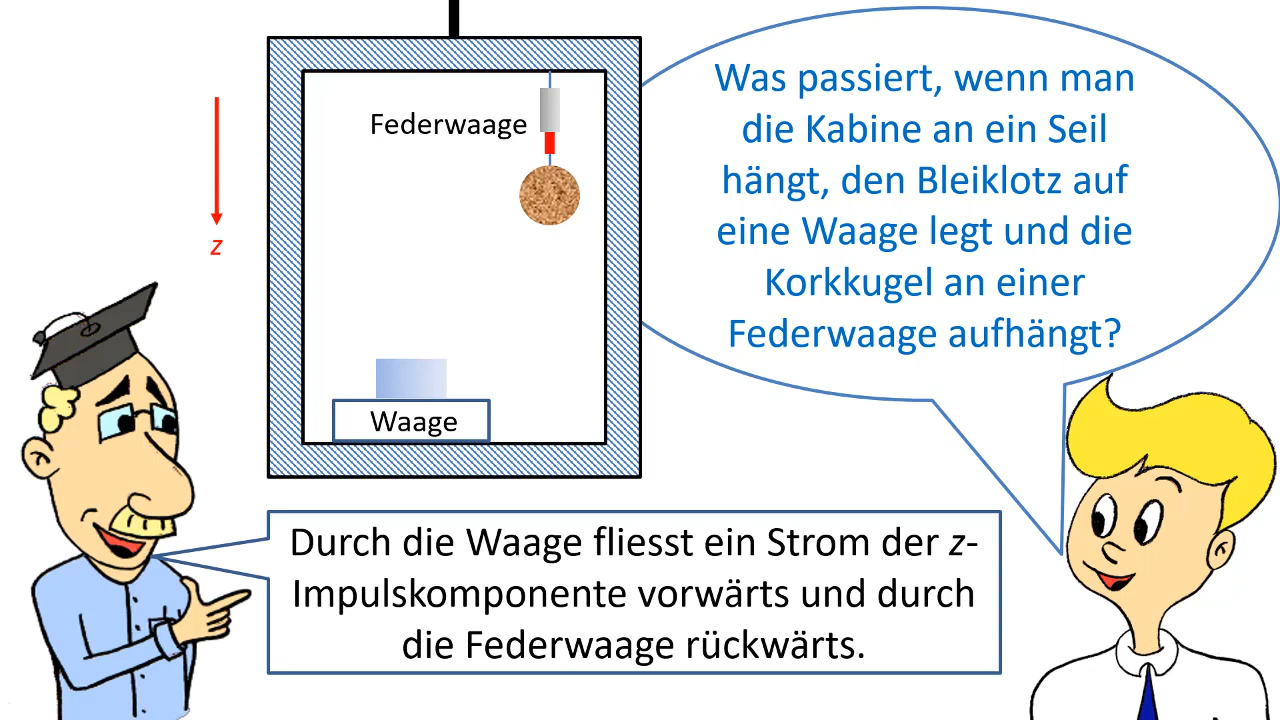 Was passiert, wenn man
die Kabine an ein Seil
hängt, den Bleiklotz auf
eine Waage legt und die
Korkkugel an einer
Federwaage aufhängt?
Federwaage
z
Waage
Durch die Waage fliesst ein Strom der z-
Impulskomponente vorwärts und durch
die Federwaage rückwärts.